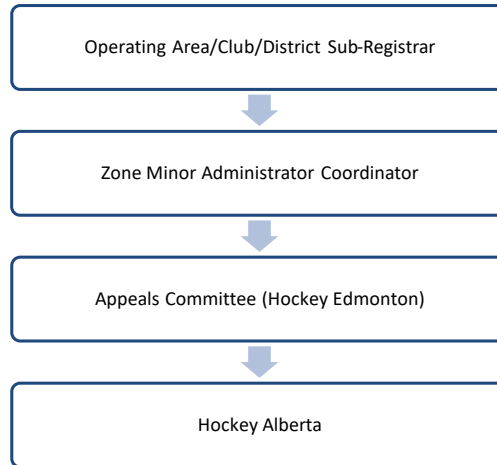 Operating Area/Club/District Sub-Registrar
Zone Minor Administrator Coordinator
Appeals Committee (Hockey Edmonton)
Hockey Alberta